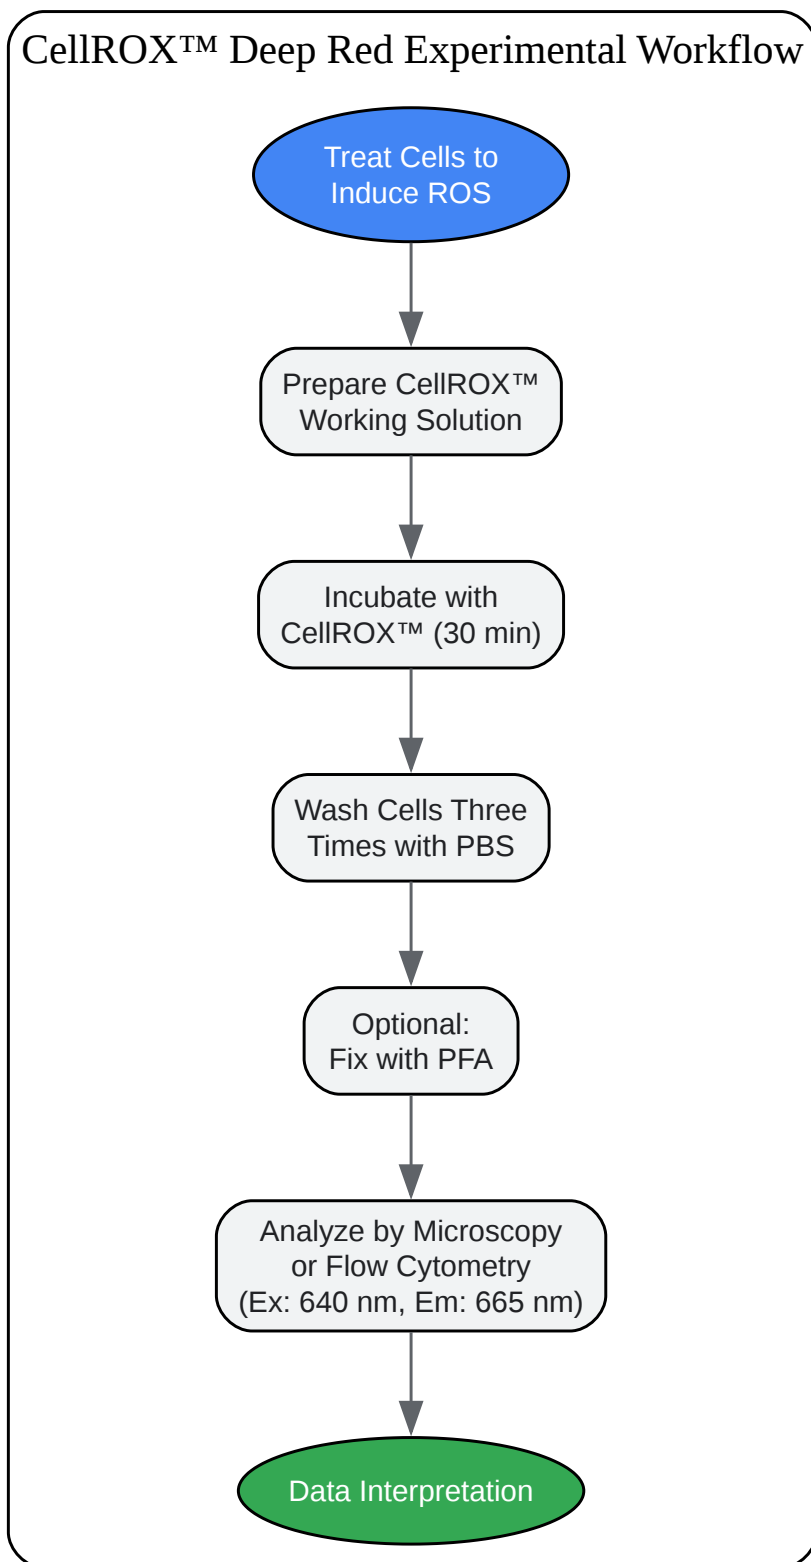 CellROX™ Deep Red Experimental Workflow
Treat Cells to
Induce ROS
Prepare CellROX™
Working Solution
Incubate with
CellROX™ (30 min)
Wash Cells Three
Times with PBS
Optional:
Fix with PFA
Analyze by Microscopy
or Flow Cytometry
(Ex: 640 nm, Em: 665 nm)
Data Interpretation